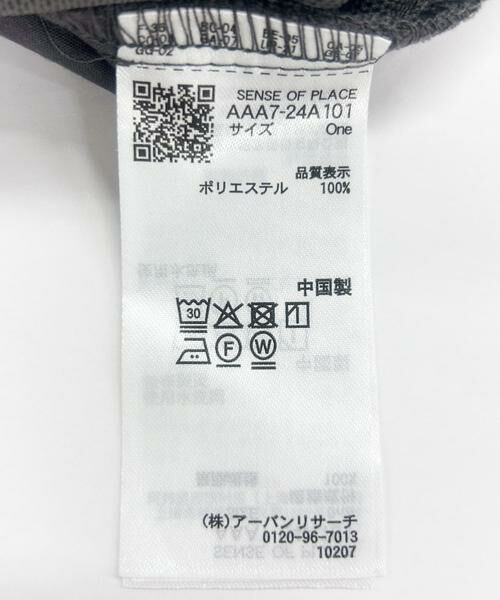 SENSE OF PLACE
AAA7-24A101
サイズ One
品質表示
ポリエステル 100%
中国製
30
F W
(株)アーバンリサーチ
0120-96-7013
10207